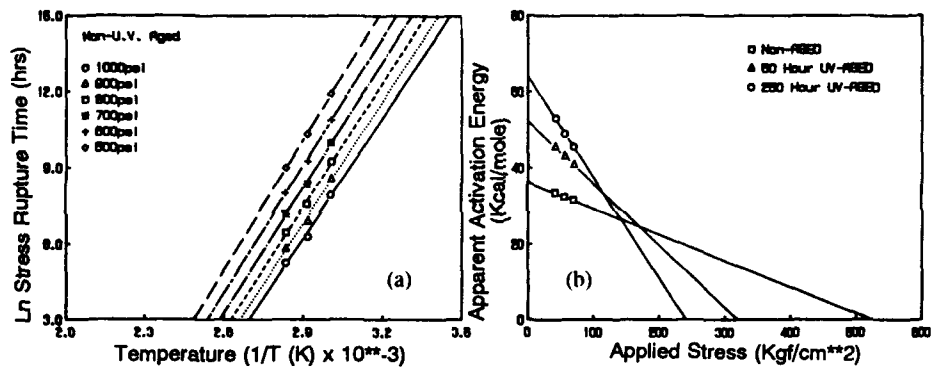 Ln Stress Rupture Time (hrs)
15.0
12.0
9.0
6.0
3.0
Non-U.V. Aged
1000psi
900psi
800psi
700psi
600psi
500psi
(a)
2.0
2.3
2.6
2.9
3.2
3.5
Temperature (1/T (K) x 10**-3)
Apparent Activation Energy
(Kcal/mole)
80
60
40
20
0
Non-AGED
50 Hour UV-AGED
250 Hour UV-AGED
(b)
0
100
200
300
400
500
600
Applied Stress (Kgf/cm**2)